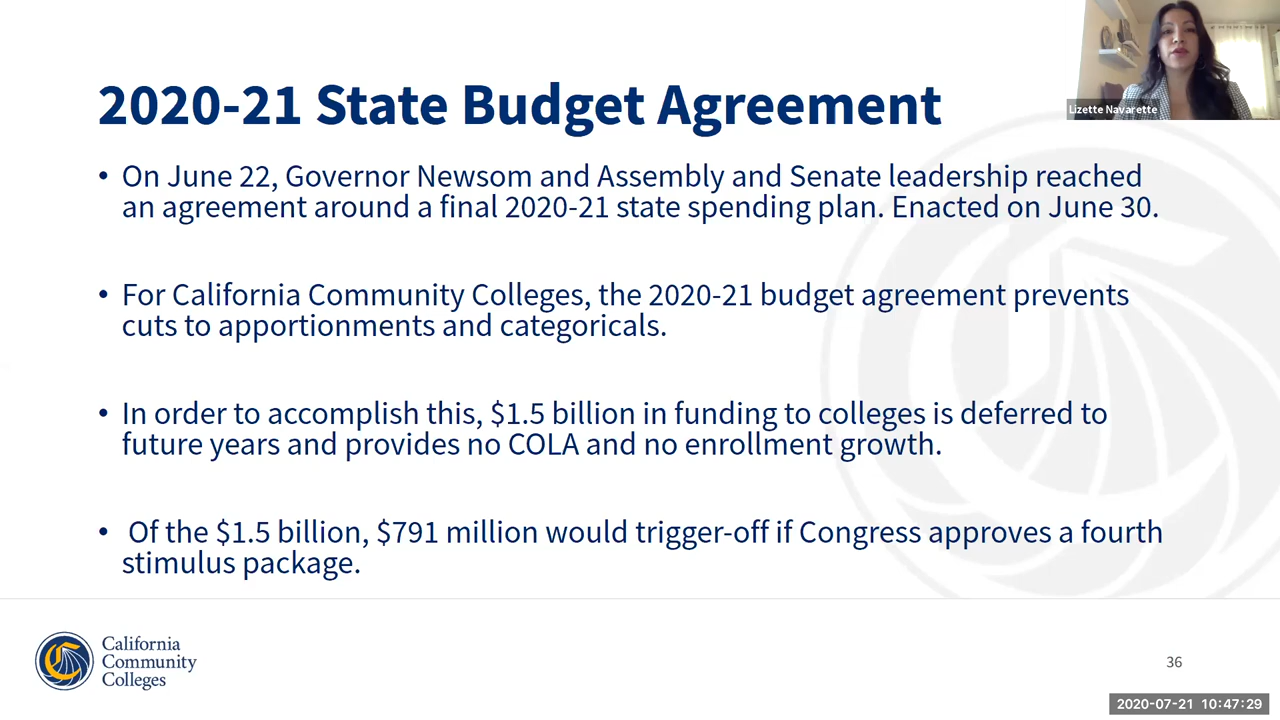 Lizette Navarette
2020-21 State Budget Agreement
• On June 22, Governor Newsom and Assembly and Senate leadership reached
an agreement around a final 2020-21 state spending plan. Enacted on June 30.
• For California Community Colleges, the 2020-21 budget agreement prevents
cuts to apportionments and categoricals.
• In order to accomplish this, $1.5 billion in funding to colleges is deferred to
future years and provides no COLA and no enrollment growth.
• Of the $1.5 billion, $791 million would trigger-off if Congress approves a fourth
stimulus package.
California
Community
Colleges
36
2020-07-21 10:47:29